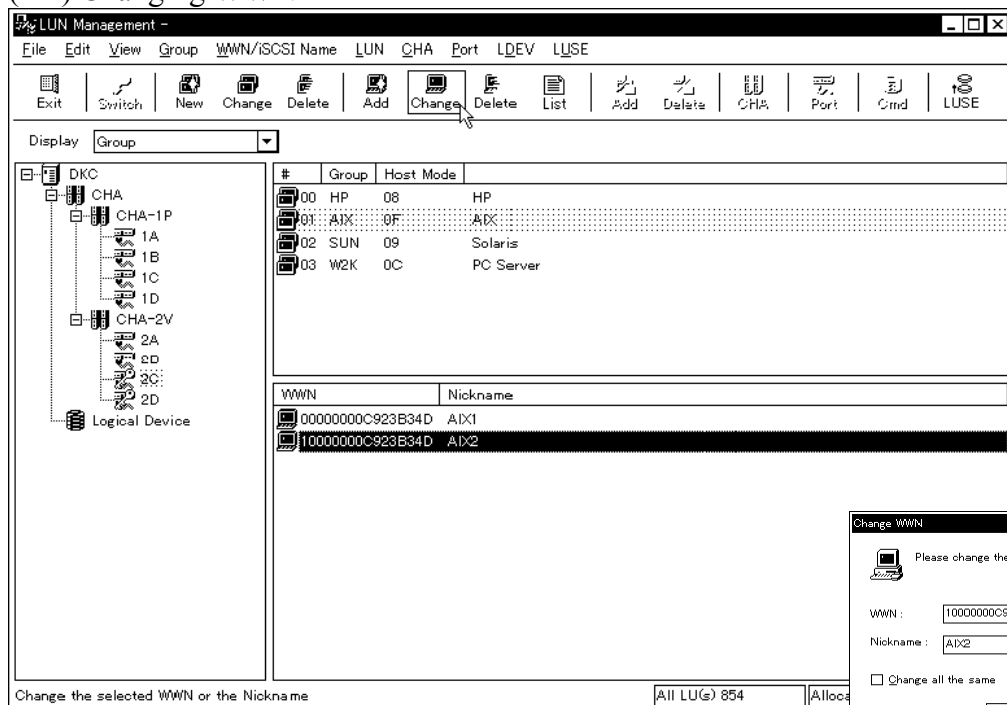 LUN Management -
File Edit View Group WWN/iSCSI Name LUN CHA Port LDEV LUSE
Exit Switch New Change Delete Add Change Delete List Add Delete CHA Port Cmd LUSE
Display Group
DKC
CHA
CHA-1P
1A
1B
1C
1D
CHA-2V
2A
2C
2D
Logical Device
# Group Host Mode
00 HP 08 HP
01 AIX 0F AIX
02 SUN 09 Solaris
03 W2K 0C PC Server
WWN Nickname
00000000C923B34D AIX1
10000000C923B34D AIX2
Change WWN
Please change the
WWN : 10000000C9
Nickname : AIX2
Change all the same
Change the selected WWN or the Nickname
All LU(s) 854